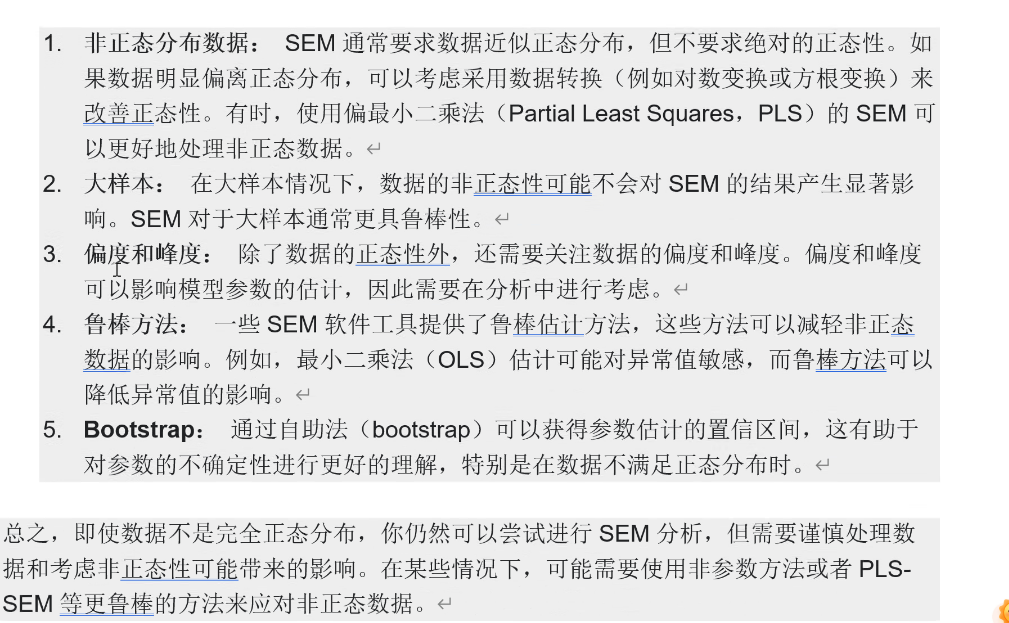 1. 非正态分布数据： SEM 通常要求数据近似正态分布，但不要求绝对的正态性。如
果数据明显偏离正态分布，可以考虑采用数据转换（例如对数变换或方根变换）来
改善正态性。有时，使用偏最小二乘法（Partial Least Squares，PLS）的 SEM 可
以更好地处理非正态数据。
2. 大样本： 在大样本情况下，数据的非正态性可能不会对 SEM 的结果产生显著影
响。SEM 对于大样本通常更具鲁棒性。
3. 偏度和峰度： 除了数据的正态性外，还需要关注数据的偏度和峰度。偏度和峰度
可以影响模型参数的估计，因此需要在分析中进行考虑。
4. 鲁棒方法： 一些 SEM 软件工具提供了鲁棒估计方法，这些方法可以减轻非正态
数据的影响。例如，最小二乘法（OLS）估计可能对异常值敏感，而鲁棒方法可以
降低异常值的影响。
5. Bootstrap： 通过自助法（bootstrap）可以获得参数估计的置信区间，这有助于
对参数的不确定性进行更好的理解，特别是在数据不满足正态分布时。
总之，即使数据不是完全正态分布，你仍然可以尝试进行 SEM 分析，但需要谨慎处理数
据和考虑非正态性可能带来的影响。在某些情况下，可能需要使用非参数方法或者 PLS-
SEM 等更鲁棒的方法来应对非正态数据。